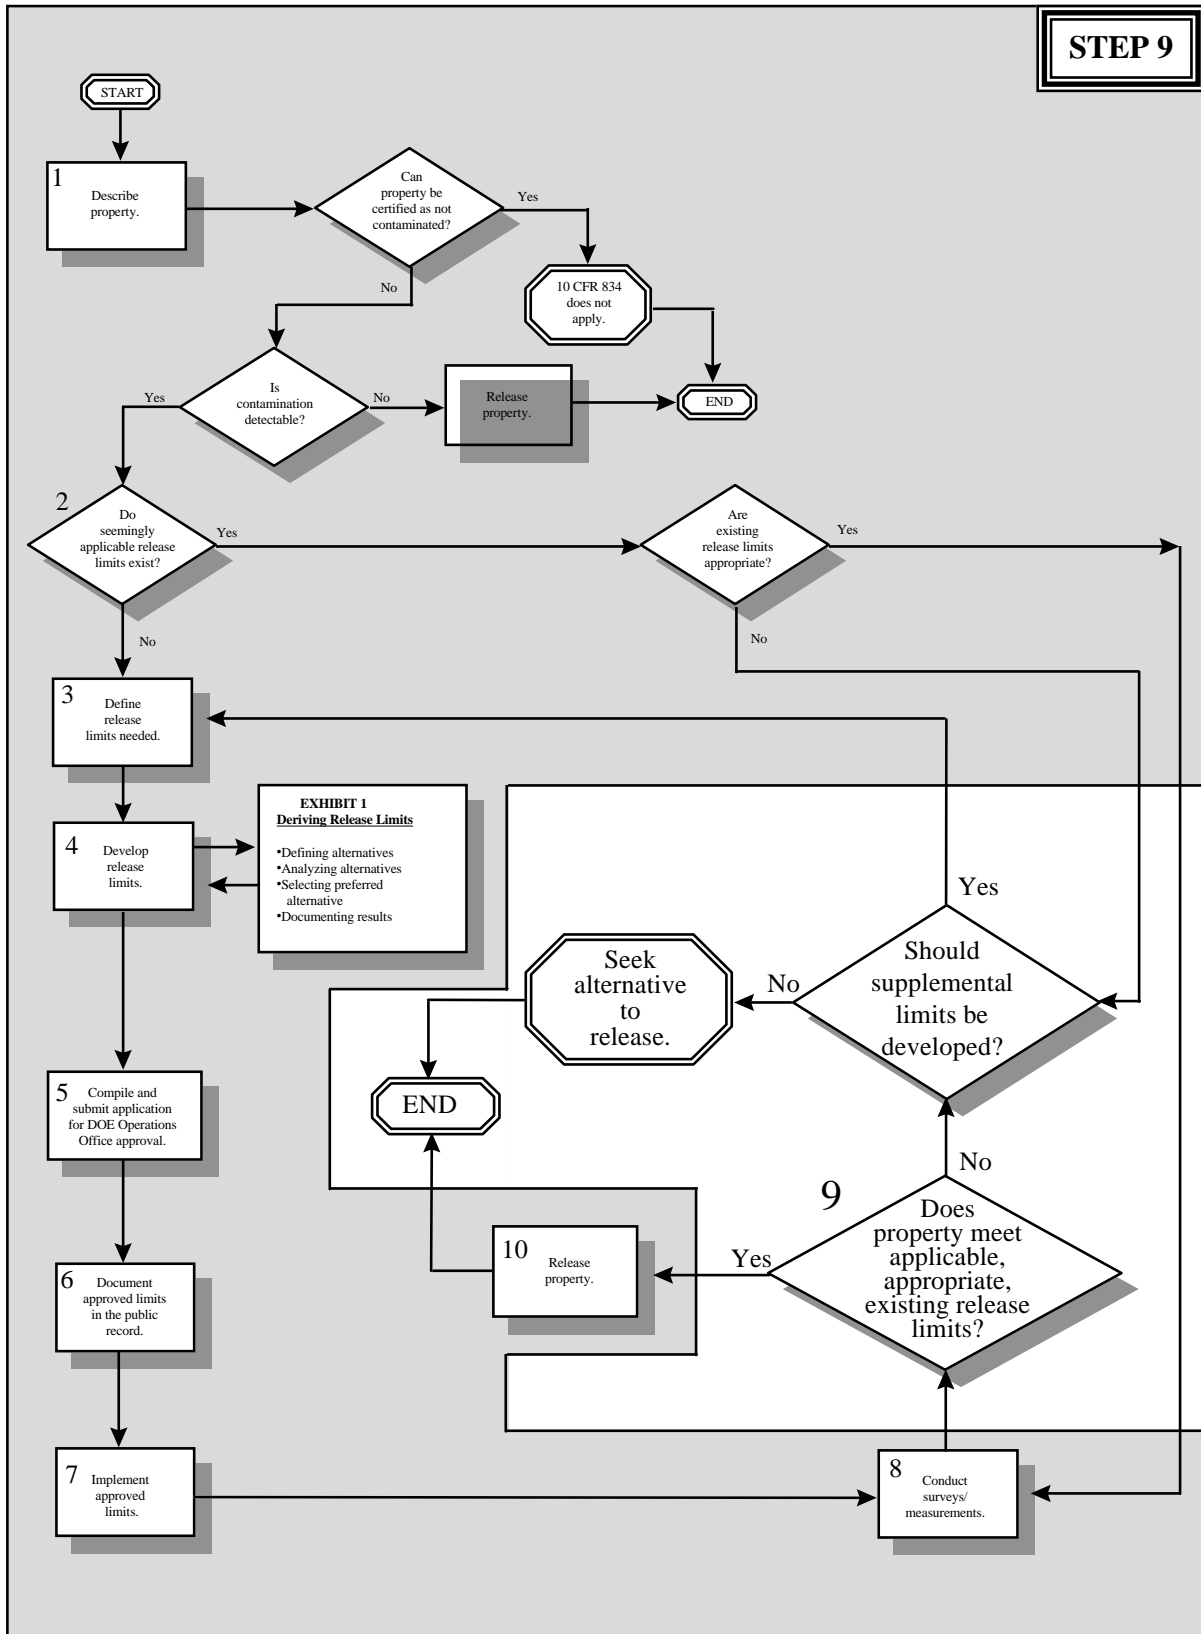 STEP 9
START
1
Describe
property.
Can
property be
certified as not
contaminated?
Yes
No
10 CFR 834
does not
apply.
Is
contamination
detectable?
Yes
No
Release
property.
END
2
Do
seemingly
applicable release
limits exist?
Yes
No
Are
existing
release limits
appropriate?
Yes
No
3
Define
release
limits needed.
4
Develop
release
limits.
EXHIBIT 1
Deriving Release Limits
•Defining alternatives
•Analyzing alternatives
•Selecting preferred
alternative
•Documenting results
Yes
Should
supplemental
limits be
developed?
No
Seek
alternative
to
release.
END
5
Compile and
submit application
for DOE Operations
Office approval.
No
9
Does
property meet
applicable,
appropriate,
existing release
limits?
Yes
10
Release
property.
6
Document
approved limits
in the public
record.
7
Implement
approved
limits.
8
Conduct
surveys/
measurements.